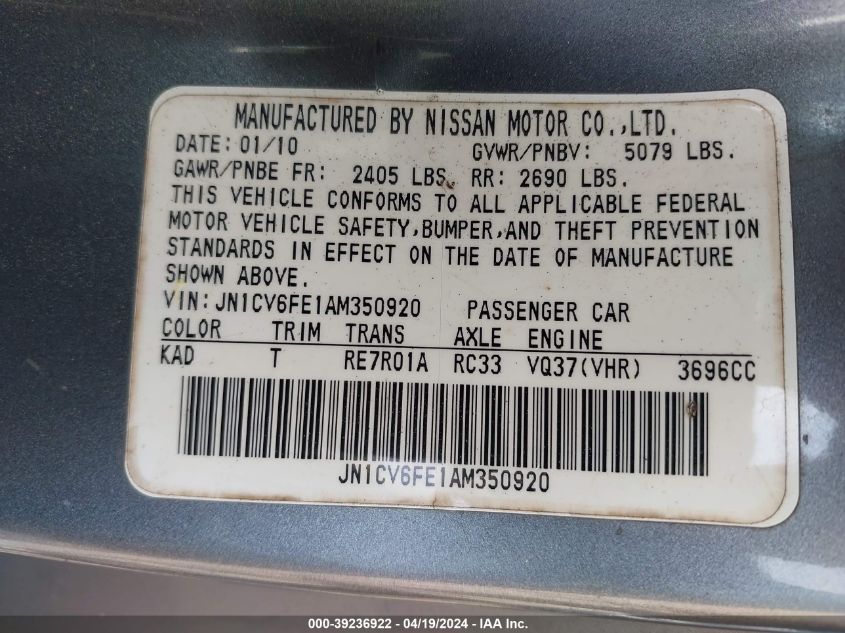 MANUFACTURED BY NISSAN MOTOR CO.,LTD.
DATE: 01/10 GVWR/PNBV: 5079 LBS.
GAWR/PNBE FR: 2405 LBS. RR: 2690 LBS.
THIS VEHICLE CONFORMS TO ALL APPLICABLE FEDERAL
MOTOR VEHICLE SAFETY,BUMPER,AND THEFT PREVENTION
STANDARDS IN EFFECT ON THE DATE OF MANUFACTURE
SHOWN ABOVE.
VIN:JN1CV6FE1AM350920 PASSENGER CAR
COLOR TRIM TRANS AXLE ENGINE
KAD T RE7R01A RC33 VQ37(VHR) 3696CC
JN1CV6FE1AM350920
000-39236922 - 04/19/2024 - IAA, Inc.